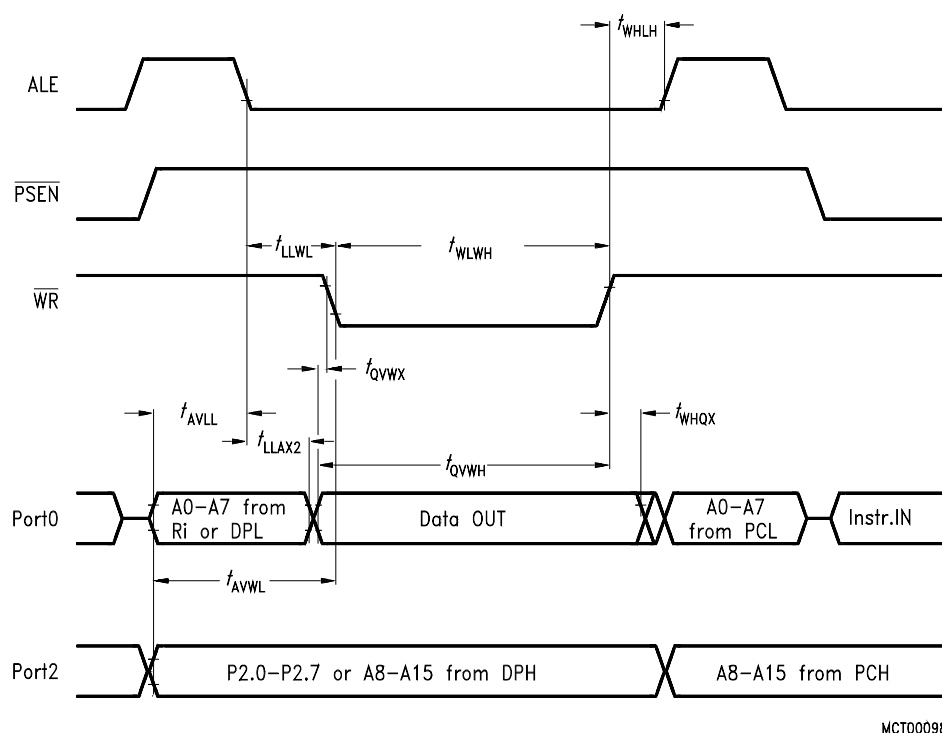 tWHLH
ALE
PSEN
tLLWL
tWLWH
WR
tQVWX
tAVLL
tWHQX
tLLAX2
tQVWH
Port0
A0-A7 from
Ri or DPL
Data OUT
A0-A7
from PCL
Instr.IN
tAVWL
Port2
P2.0-P2.7 or A8-A15 from DPH
A8-A15 from PCH
MCT00098